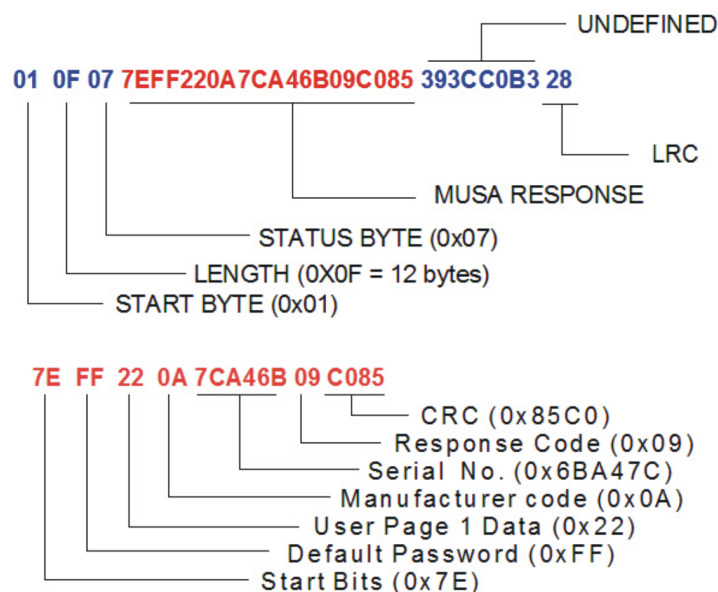 UNDEFINED
01 0F 07 7EFF220A7CA46B09C085 393CC0B3 28
LRC
MUSA RESPONSE
STATUS BYTE (0x07)
LENGTH (0X0F = 12 bytes)
START BYTE (0x01)
7E FF 22 0A 7CA46B 09 C085
CRC (0x85C0)
Response Code (0x09)
Serial No. (0x6BA47C)
Manufacturer code (0x0A)
User Page 1 Data (0x22)
Default Password (0xFF)
Start Bits (0x7E)